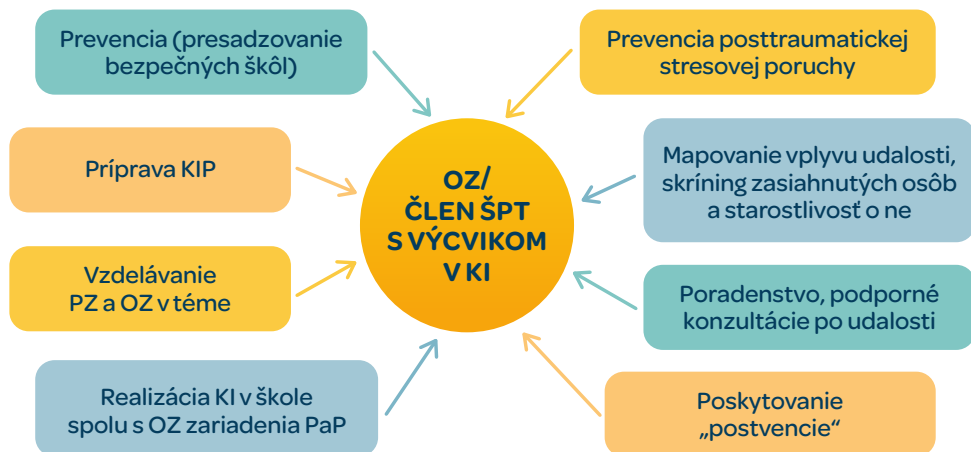 Prevencia (presadzovanie
bezpečných škôl)
Prevencia posttraumatickej
stresovej poruchy
Príprava KIP
Mapovanie vplyvu udalosti,
skríning zasiahnutých osôb
a starostlivosť o ne
OZ/
ČLEN ŠPT
S VÝCVIKOM
V KI
Vzdelávanie
PZ a OZ v téme
Poradenstvo, podporné
konzultácie po udalosti
Realizácia KI v škole
spolu s OZ zariadenia PaP
Poskytovanie
„postvencie“